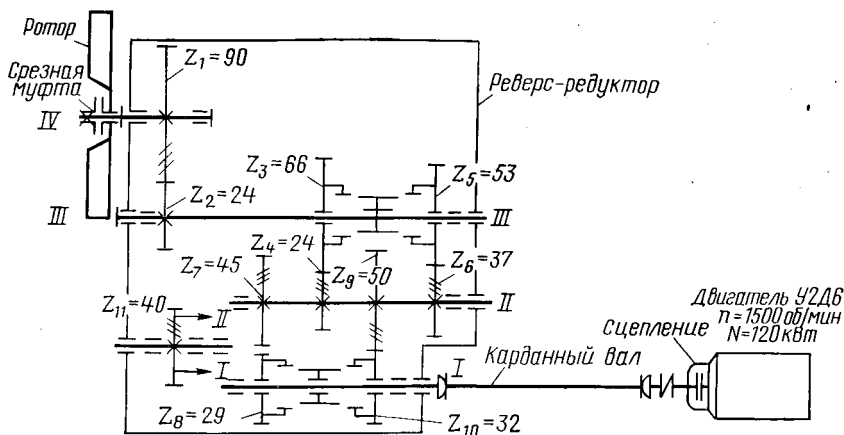 Ротор
Z1=90
Срезная
муфта
Реверс-редуктор
IV
Z3=66
Z5=53
Z2=24
III
III
Z4=24
Z7=45
Z9=50
Z6=37
Z11=40
II
II
Двигатель У2Д6
n=1500 об/мин
N=120 кВт
Сцепление
I
I
Карданный вал
Z8=29
Z10=32